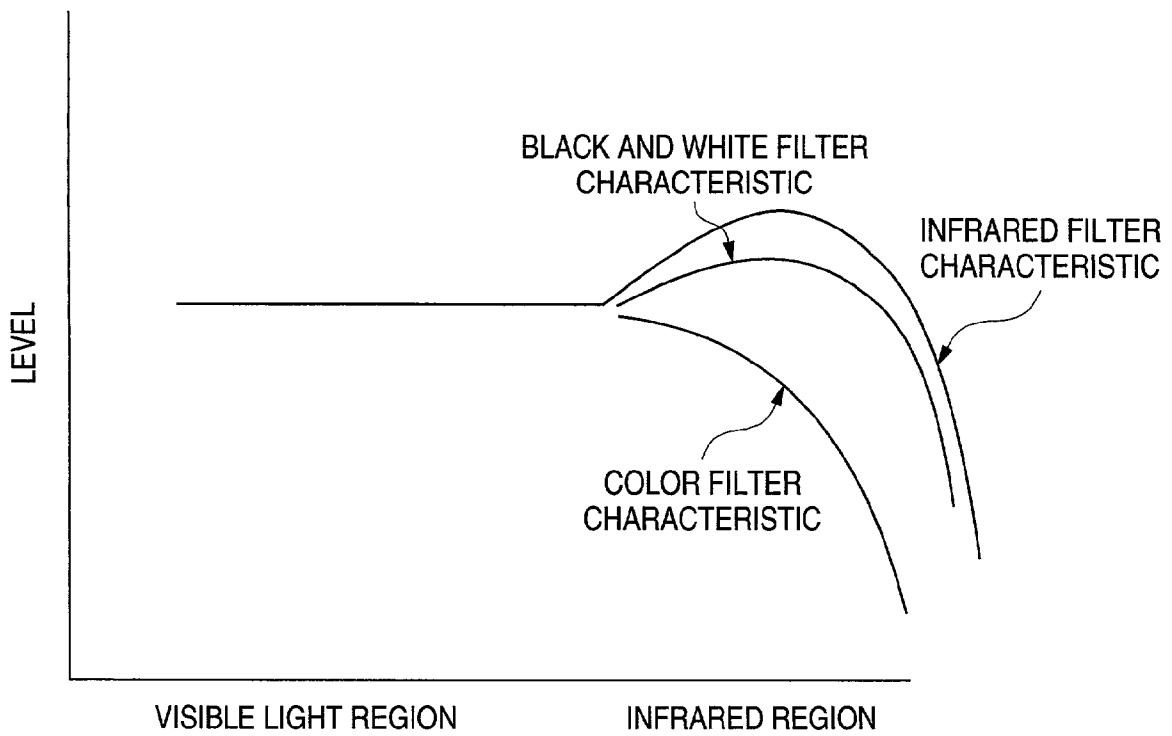 BLACK AND WHITE FILTER
CHARACTERISTIC
INFRARED FILTER
CHARACTERISTIC
LEVEL
COLOR FILTER
CHARACTERISTIC
VISIBLE LIGHT REGION
INFRARED REGION